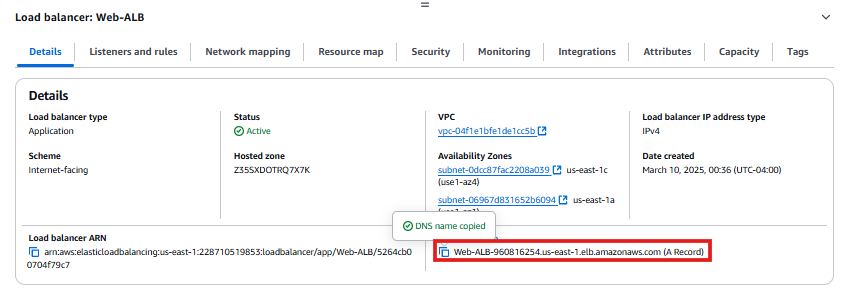 Load balancer: Web-ALB
Details
Listeners and rules
Network mapping
Resource map
Security
Monitoring
Integrations
Attributes
Capacity
Tags
Details
Load balancer type
Application
Status
Active
VPC
vpc-04f1e1bfe1de1cc5b
Load balancer IP address type
IPv4
Scheme
Internet-facing
Hosted zone
Z35SXDOTRQ7X7K
Availability Zones
subnet-0dcc87fac2208a039 us-east-1c
(use1-az4)
subnet-06967d831652b6094 us-east-1a
Date created
March 10, 2025, 00:36 (UTC-04:00)
DNS name copied
Load balancer ARN
arn:aws:elasticloadbalancing:us-east-1:228710519853:loadbalancer/app/Web-ALB/5264cb0
0704f79c7
Web-ALB-960816254.us-east-1.elb.amazonaws.com (A Record)